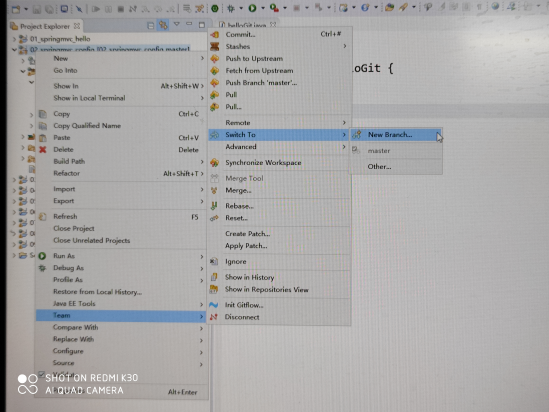 Project Explorer
helloGit.java
01_springmvc_hello
02_springmvc_config [02_springmvc_config master]
loGit {
New
Go Into
Show In Alt+Shift+W
Show in Local Terminal
Copy Ctrl+C
Copy Qualified Name
Paste Ctrl+V
Delete Delete
Build Path
Refactor Alt+Shift+T
Import
Export
Refresh F5
Close Project
Close Unrelated Projects
Run As
Debug As
Profile As
Restore from Local History...
Java EE Tools
Team
Compare With
Replace With
Configure
Source
Alt+Enter
Commit... Ctrl+#
Stashes
Push to Upstream
Fetch from Upstream
Push Branch 'master'...
Pull
Pull...
Remote
Switch To
Advanced
Synchronize Workspace
Merge Tool
Merge...
Rebase...
Reset...
Create Patch...
Apply Patch...
Ignore
Show in History
Show in Repositories View
Init Gitflow...
Disconnect
New Branch...
master
Other...
SHOT ON REDMI K30
AI QUAD CAMERA